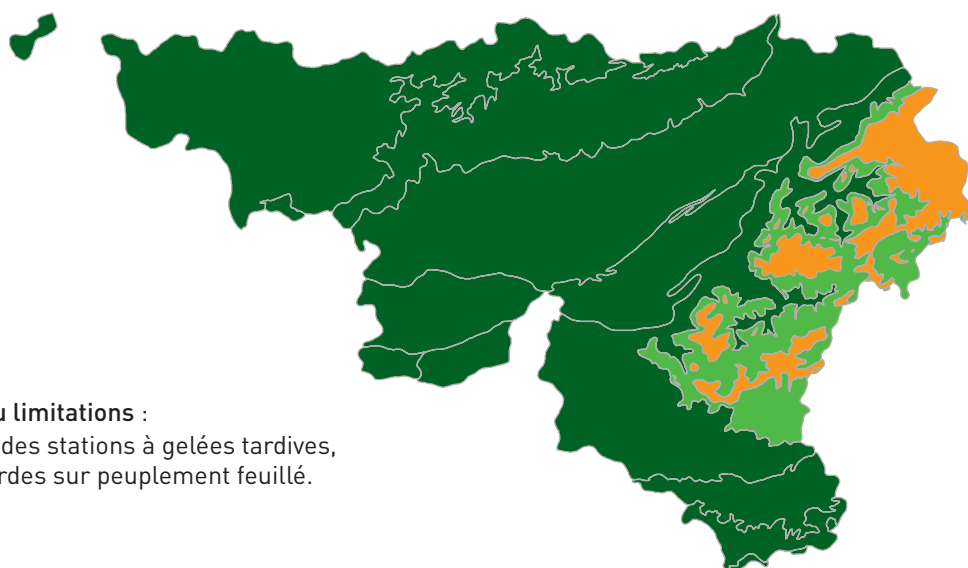 u limitations :
des stations à gelées tardives,
rdes sur peuplement feuillé.